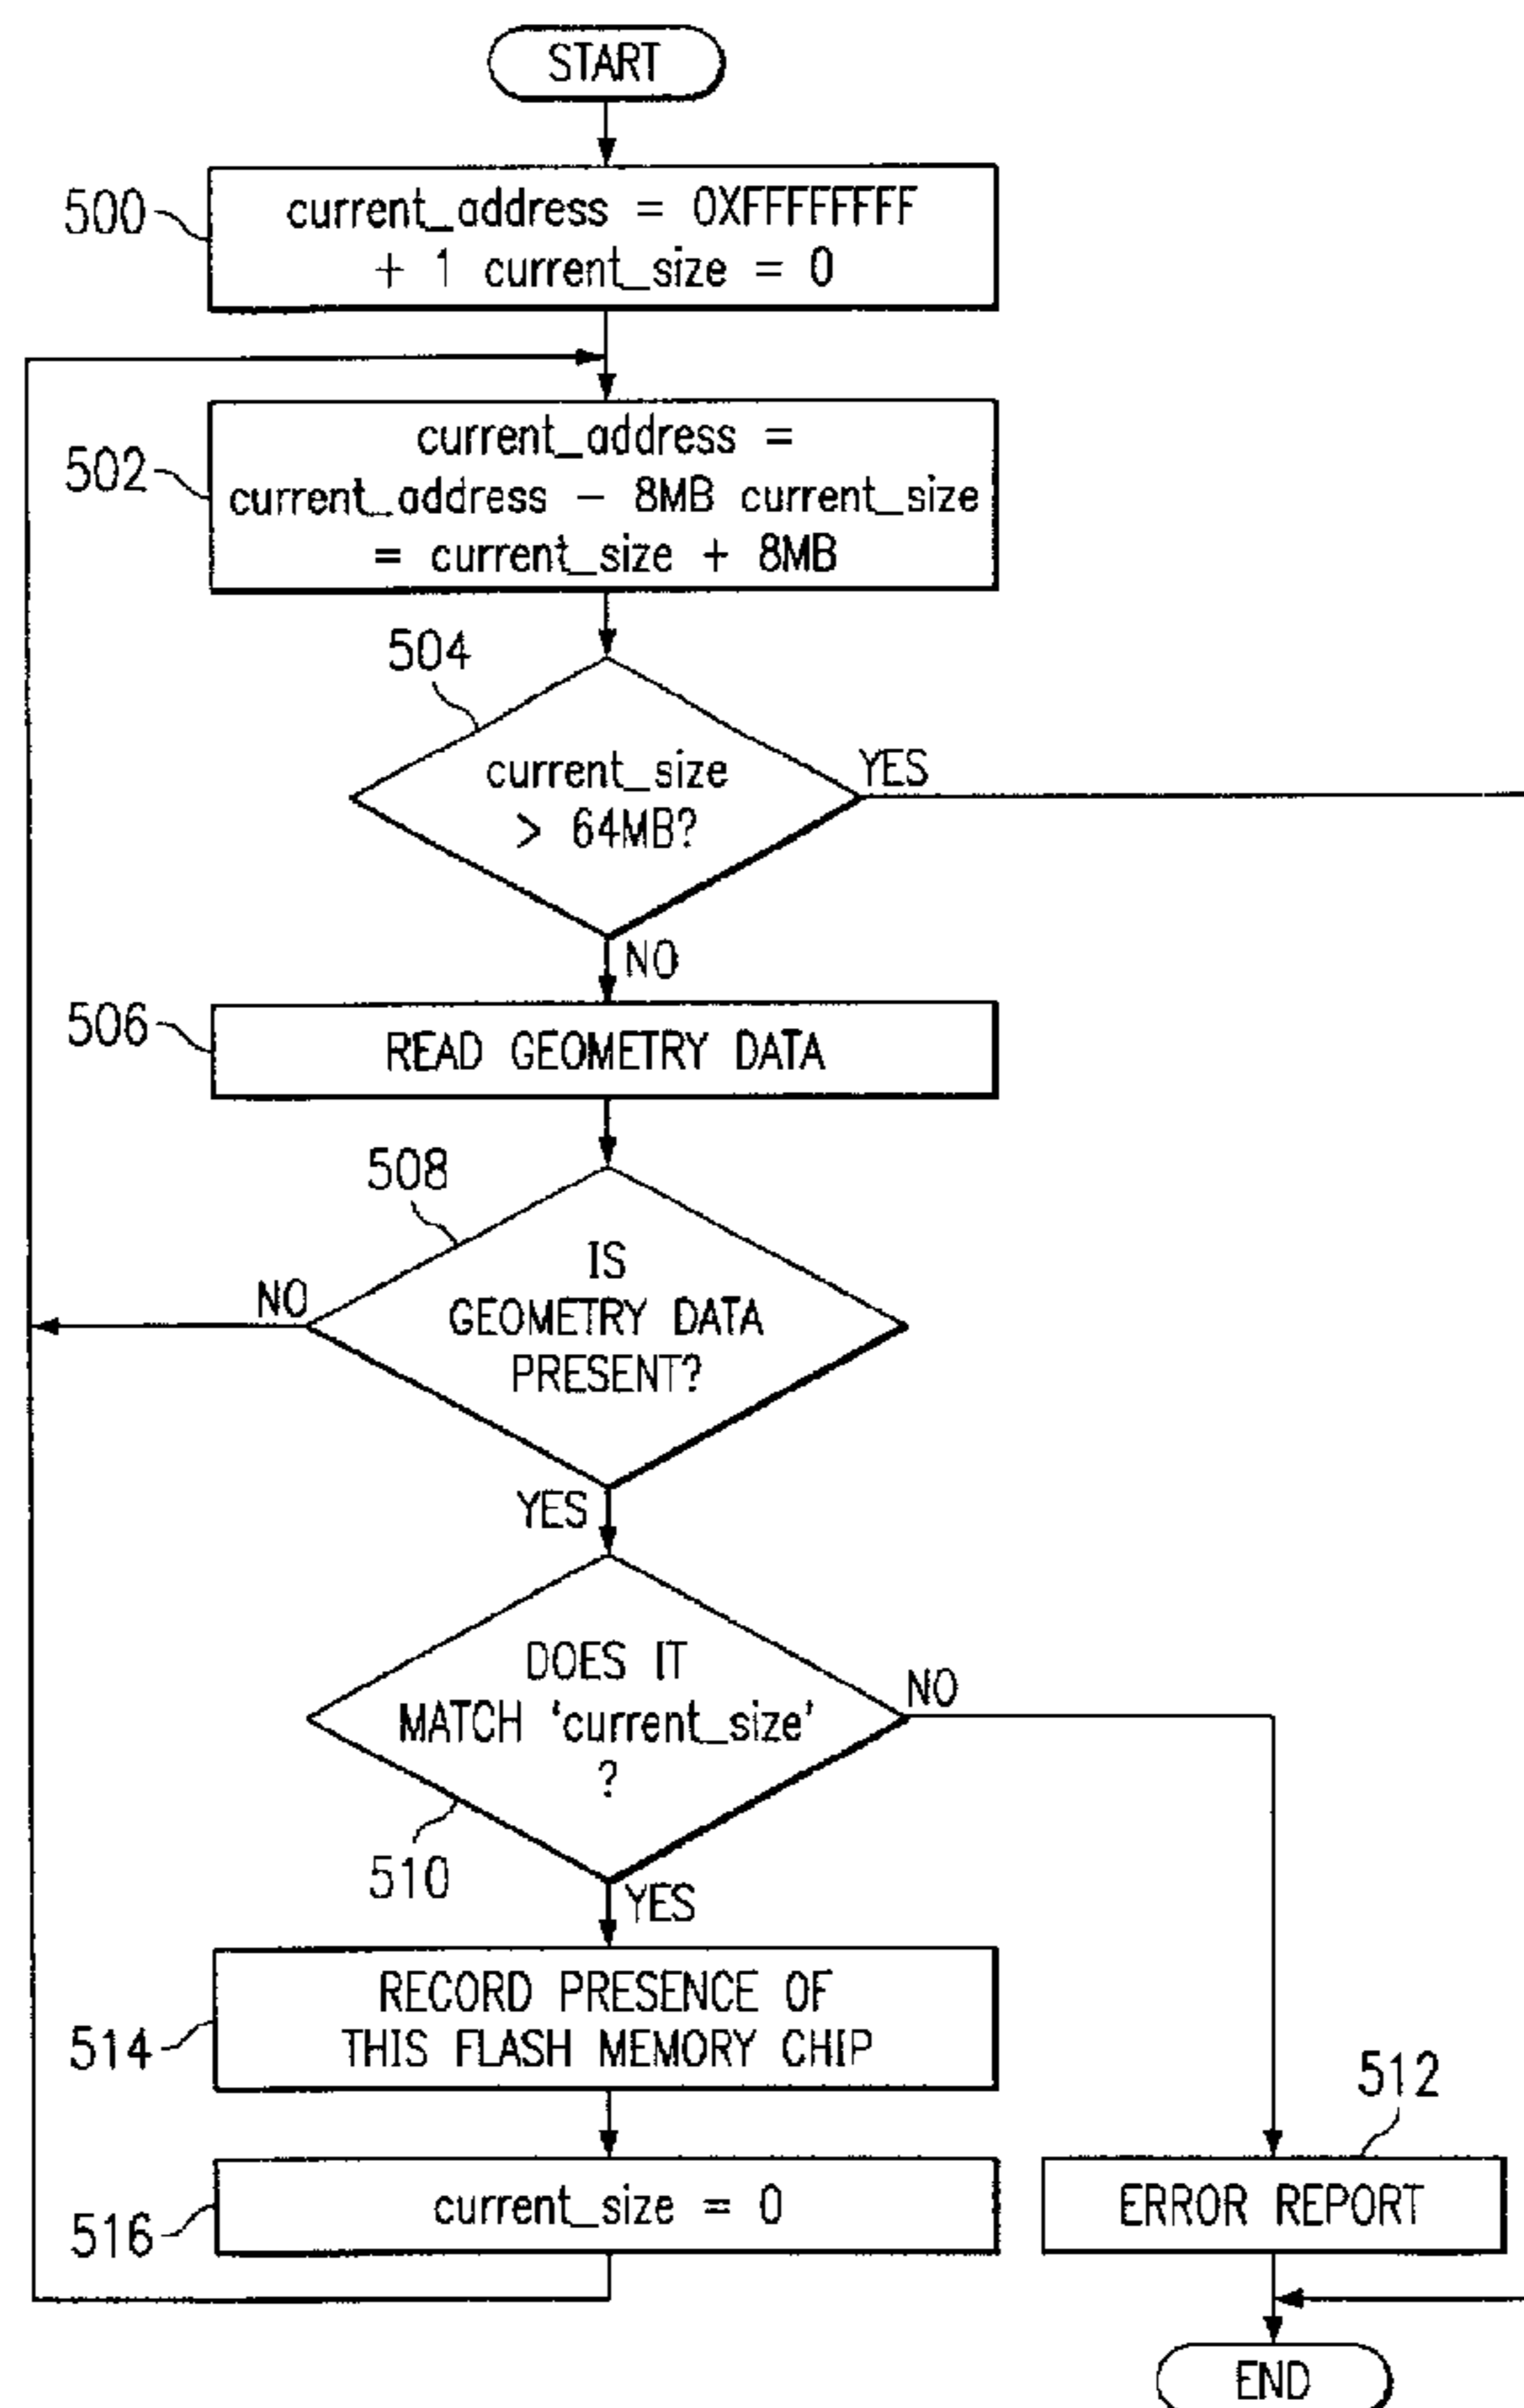 START
500
current_address = 0XFFFFFFFF
+ 1 current_size = 0
502
current_address =
current_address - 8MB current_size
= current_size + 8MB
504
current_size
> 64MB?
YES
NO
506
READ GEOMETRY DATA
508
IS
GEOMETRY DATA
PRESENT?
NO
YES
DOES IT
MATCH 'current_size'
?
NO
510
YES
514
RECORD PRESENCE OF
THIS FLASH MEMORY CHIP
512
516
current_size = 0
ERROR REPORT
END